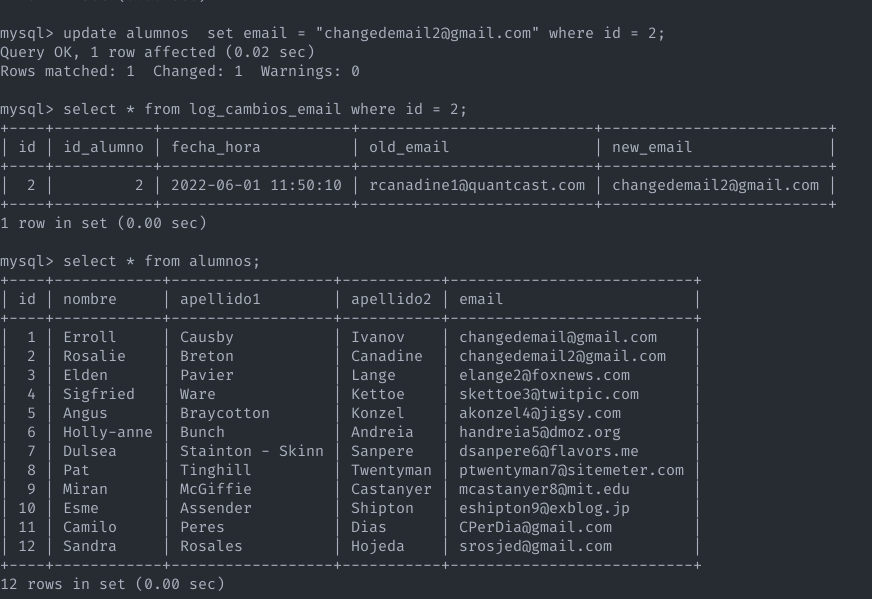 mysql> update alumnos  set email = "changedemail2@gmail.com" where id = 2;
Query OK, 1 row affected (0.02 sec)
Rows matched: 1  Changed: 1  Warnings: 0
mysql> select * from log_cambios_email where id = 2;
+----+-----------+---------------------+--------------------------+-------------------------+
| id | id_alumno | fecha_hora          | old_email                | new_email               |
+----+-----------+---------------------+--------------------------+-------------------------+
|  2 |         2 | 2022-06-01 11:50:10 | rcanadine1@quantcast.com | changedemail2@gmail.com |
+----+-----------+---------------------+--------------------------+-------------------------+
1 row in set (0.00 sec)
mysql> select * from alumnos;
+----+------------+------------------+-----------+---------------------------+
| id | nombre     | apellido1        | apellido2 | email                     |
+----+------------+------------------+-----------+---------------------------+
|  1 | Erroll     | Causby           | Ivanov    | changedemail@gmail.com    |
|  2 | Rosalie    | Breton           | Canadine  | changedemail2@gmail.com   |
|  3 | Elden      | Pavier           | Lange     | elange2@foxnews.com       |
|  4 | Sigfried   | Ware             | Kettoe    | skettoe3@twitpic.com      |
|  5 | Angus      | Braycotton       | Konzel    | akonzel4@jigsy.com        |
|  6 | Holly-anne | Bunch            | Andreia   | handreia5@dmoz.org        |
|  7 | Dulsea     | Stainton - Skinn | Sanpere   | dsanpere6@flavors.me      |
|  8 | Pat        | Tinghill         | Twentyman | ptwentyman7@sitemeter.com |
|  9 | Miran      | McGiffie         | Castanyer | mcastanyer8@mit.edu       |
| 10 | Esme       | Assender         | Shipton   | eshipton9@exblog.jp       |
| 11 | Camilo     | Peres            | Dias      | CPerDia@gmail.com         |
| 12 | Sandra     | Rosales          | Hojeda    | srosjed@gmail.com         |
+----+------------+------------------+-----------+---------------------------+
12 rows in set (0.00 sec)